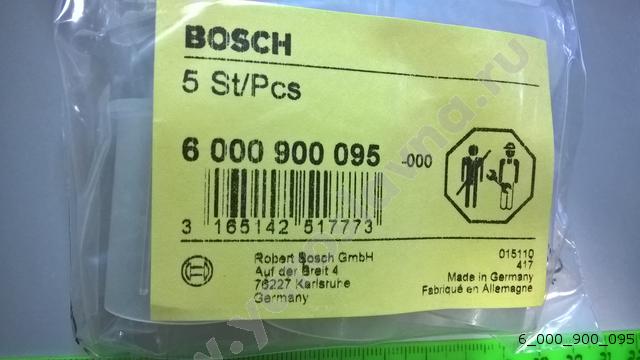 BOSCH
5 St/Pcs
6 000 900 095 -000
3 165142 517773
Robert Bosch GmbH
Auf der Breit 4
76227 Karlsruhe
Germany
015110
417
Made in Germany
Fabriqué en Allemagne
6_000_900_095